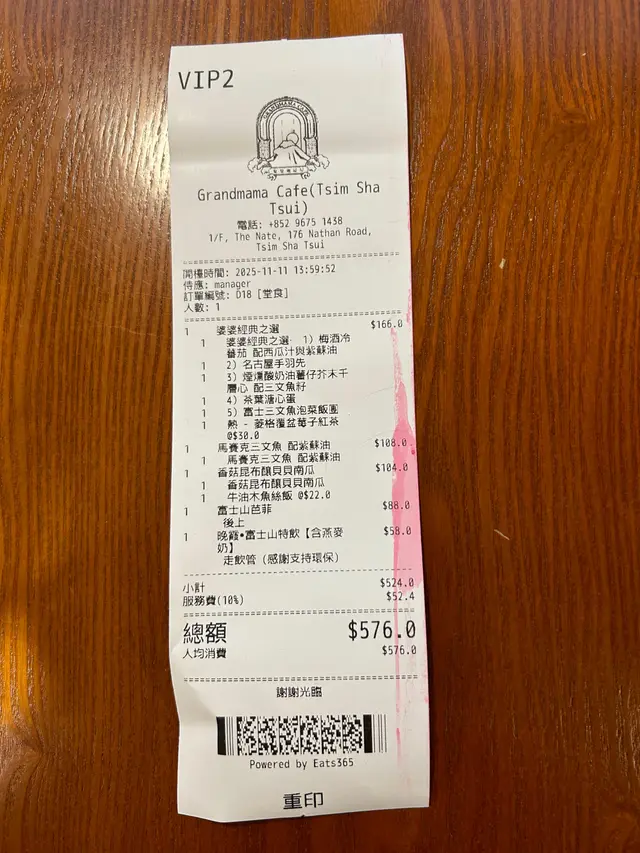 VIP2
GRANDMAMA CAFE
Grandmama Cafe(Tsim Sha
Tsui)
電話: +852 9675 1438
1/F, The Nate, 176 Nathan Road,
Tsim Sha Tsui
開檯時間: 2025-11-11 13:59:52
侍應: manager
訂單編號: D18 [堂食]
人數: 1
1 婆婆經典之選 $166.0
1 婆婆經典之選- 1) 梅酒冷
番茄 配西瓜汁與紫蘇油
1 2) 名古屋手羽先
1 3) 煙燻酸奶油薯仔芥末千
層心 配三文魚籽
1 4) 茶葉溏心蛋
1 5) 富士三文魚泡菜飯團
1 熱 - 菱格覆盆莓子紅茶
@$30.0
1 馬賽克三文魚 配紫蘇油 $108.0
1 馬賽克三文魚 配紫蘇油
1 香菇昆布釀貝貝南瓜 $104.0
1 香菇昆布釀貝貝南瓜
1 牛油木魚絲飯 @$22.0
1 富士山芭菲 $88.0
後上
1 晚霞•富士山特飲【含燕麥 $58.0
奶】
走飲管 (感謝支持環保)
小計 $524.0
服務費(10%) $52.4
總額 $576.0
人均消費 $576.0
謝謝光臨
Powered by Eats365
重印